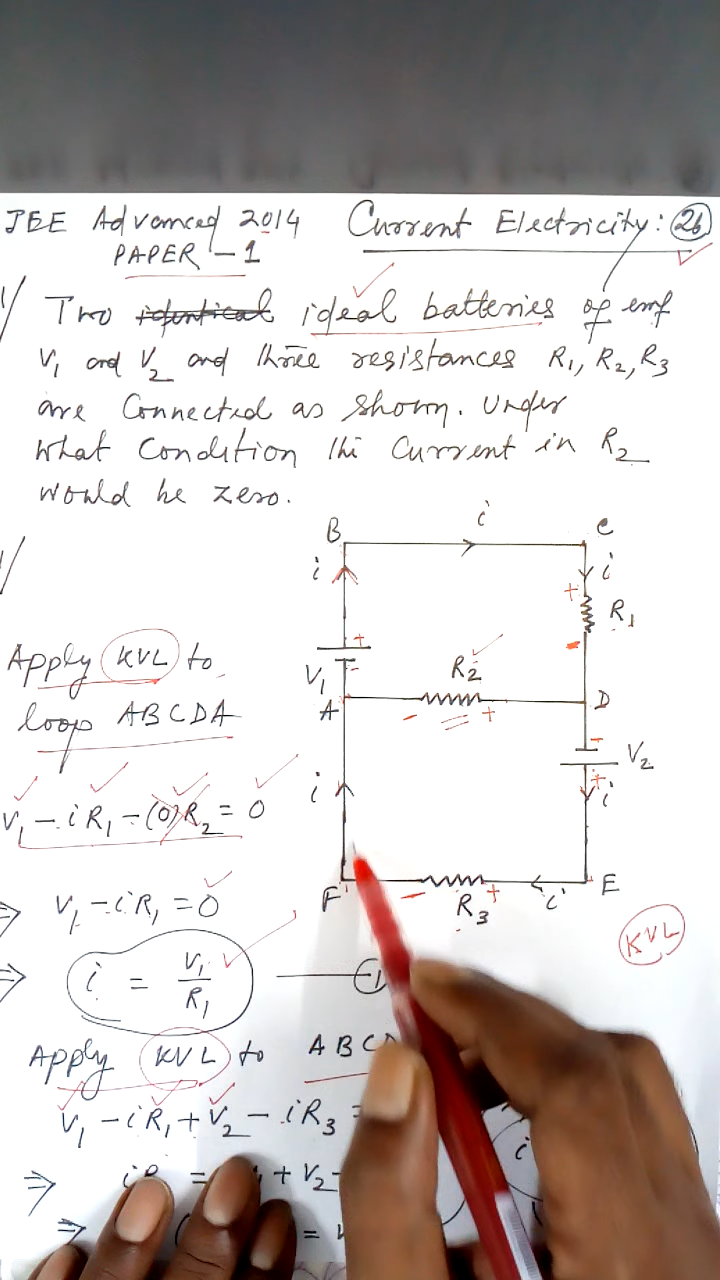 JEE Advanced 2014 Current Electricity: 26
PAPER - 1
Two identical ideal batteries of emf
V₁ and V₂ and three resistances R₁, R₂, R₃
are Connected as shown. Under
what Condition the Current in R₂
would be zero.
B i C
i + i
+ R₁
-
V₁ - R₂
A - + D
-
V₂
i + i
F - + E
R₃ i
KVL
Apply KVL to
loop ABCDA
V₁ - iR₁ - (0)R₂ = 0
⇒ V₁ - iR₁ = 0
⇒ i = V₁/R₁ — 1
Apply KVL to ABCD
V₁ - iR₁ + V₂ - iR₃ =
⇒ = + V₂ -
⇒ =
i